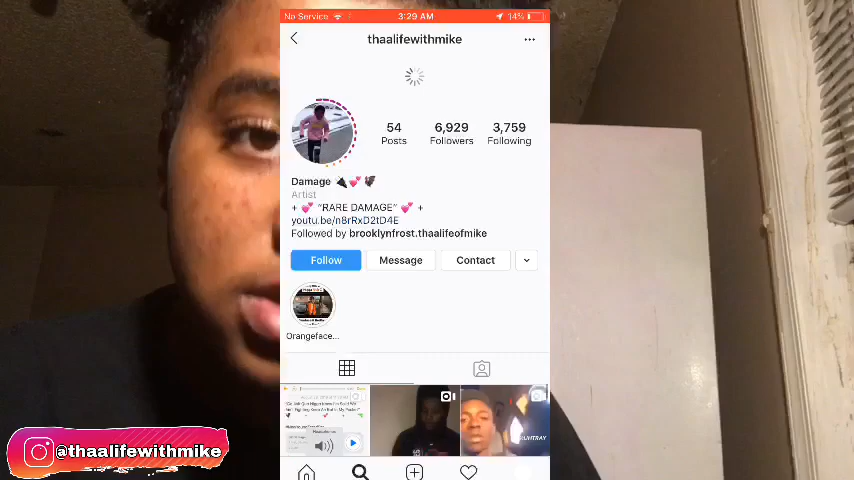 No Service
3:29 AM
14%
thaalifewithmike
54
Posts
6,929
Followers
3,759
Following
Damage
Artist
+ 💕 “RARE DAMAGE” 💕 +
youtu.be/n8rRxD2tD4E
Followed by brooklynfrost.thaalifeofmike
Follow
Message
Contact
Orangeface...
@thaalifewithmike